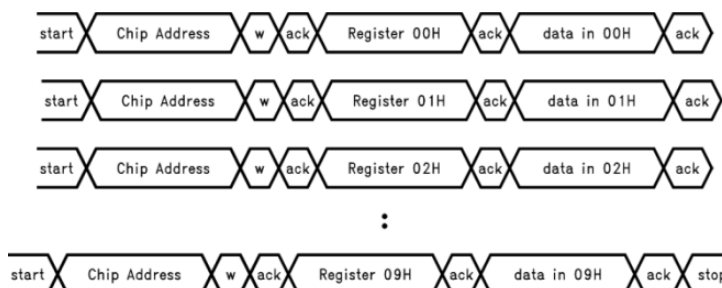 start Chip Address w ack Register 00H ack data in 00H ack
start Chip Address w ack Register 01H ack data in 01H ack
start Chip Address w ack Register 02H ack data in 02H ack
:
start Chip Address w ack Register 09H ack data in 09H ack stop